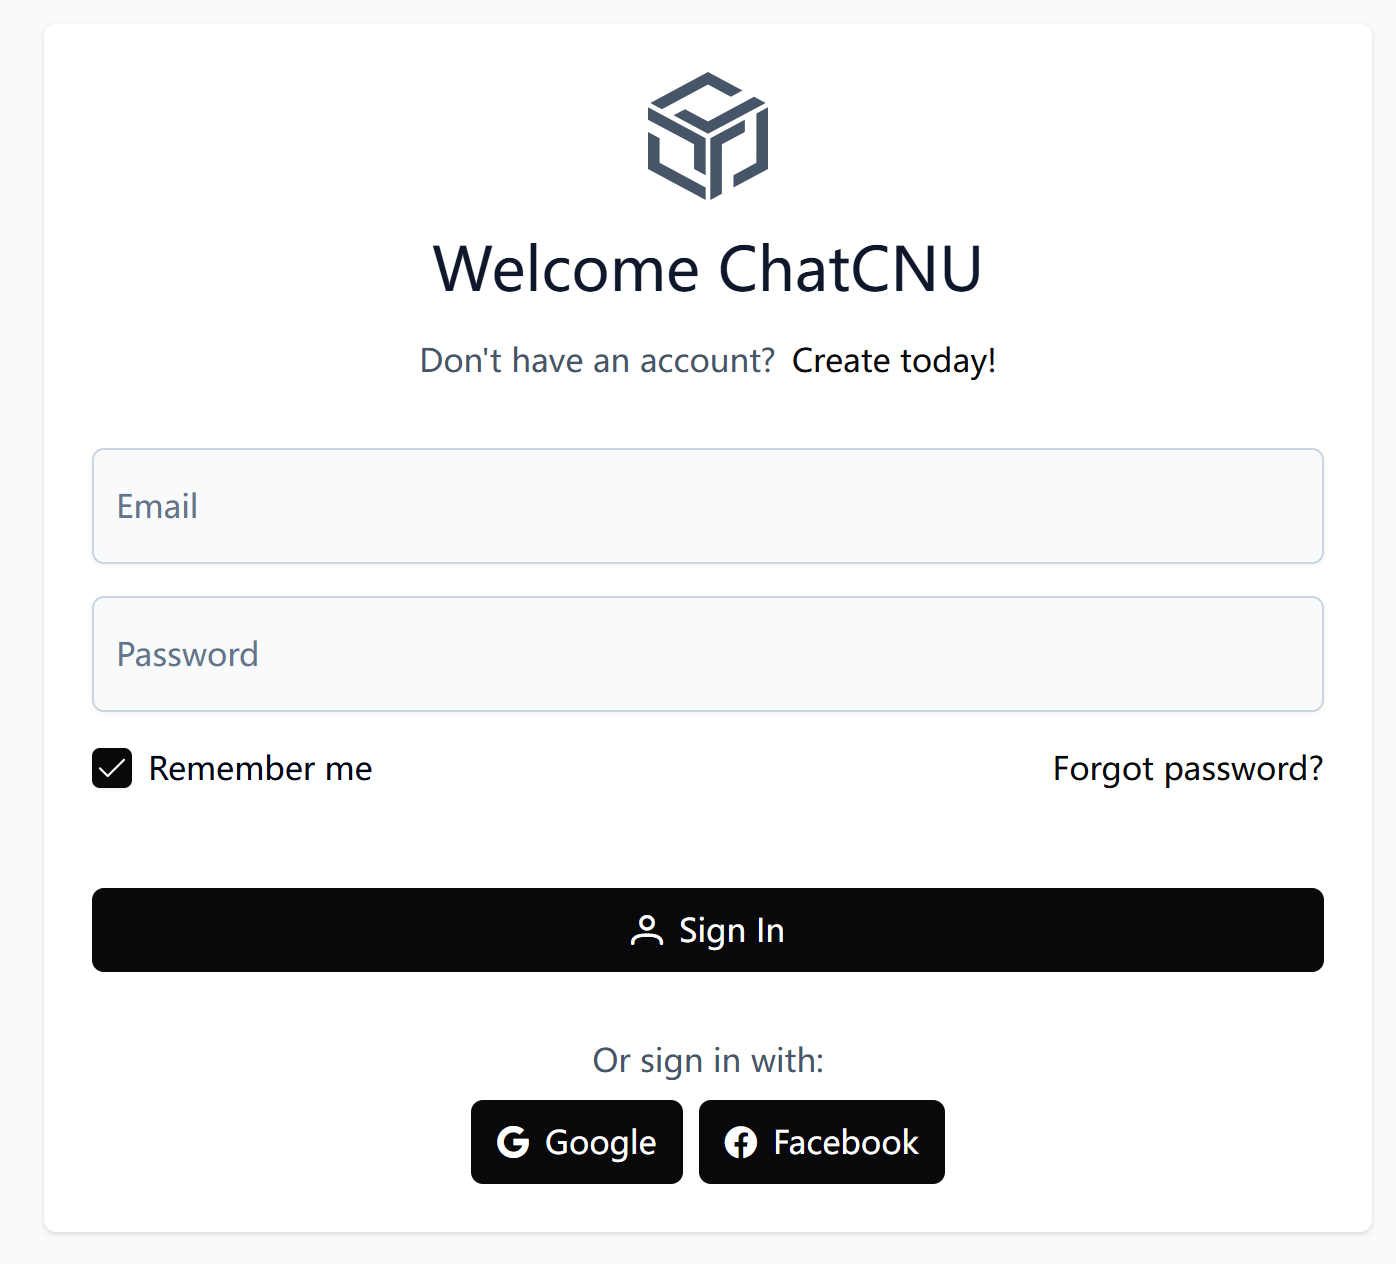 Welcome ChatCNU
Don't have an account? Create today!
Email
Password
Remember me
Forgot password?
Sign In
Or sign in with:
Google
Facebook